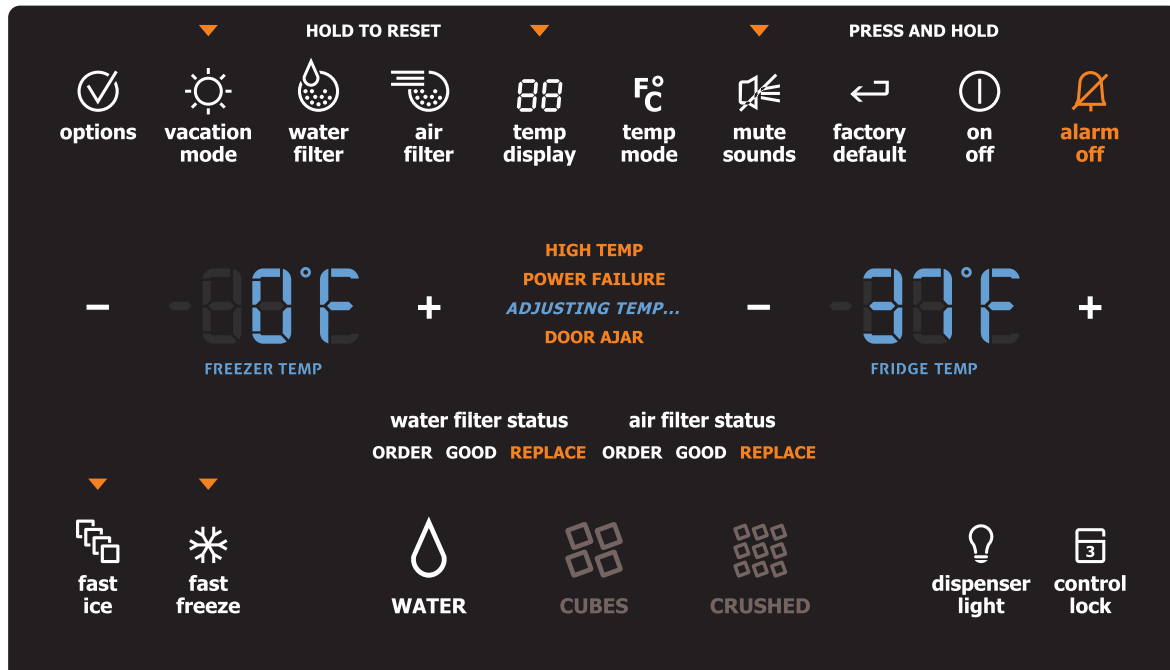 HOLD TO RESET PRESS AND HOLD
options vacation mode water filter air filter 88 temp display F°C temp mode mute sounds factory default on off alarm off
HIGH TEMP
POWER FAILURE
ADJUSTING TEMP...
DOOR AJAR
− 0°F + − 37°F +
FREEZER TEMP FRIDGE TEMP
water filter status air filter status
ORDER GOOD REPLACE ORDER GOOD REPLACE
3
fast ice fast freeze WATER CUBES CRUSHED dispenser light control lock